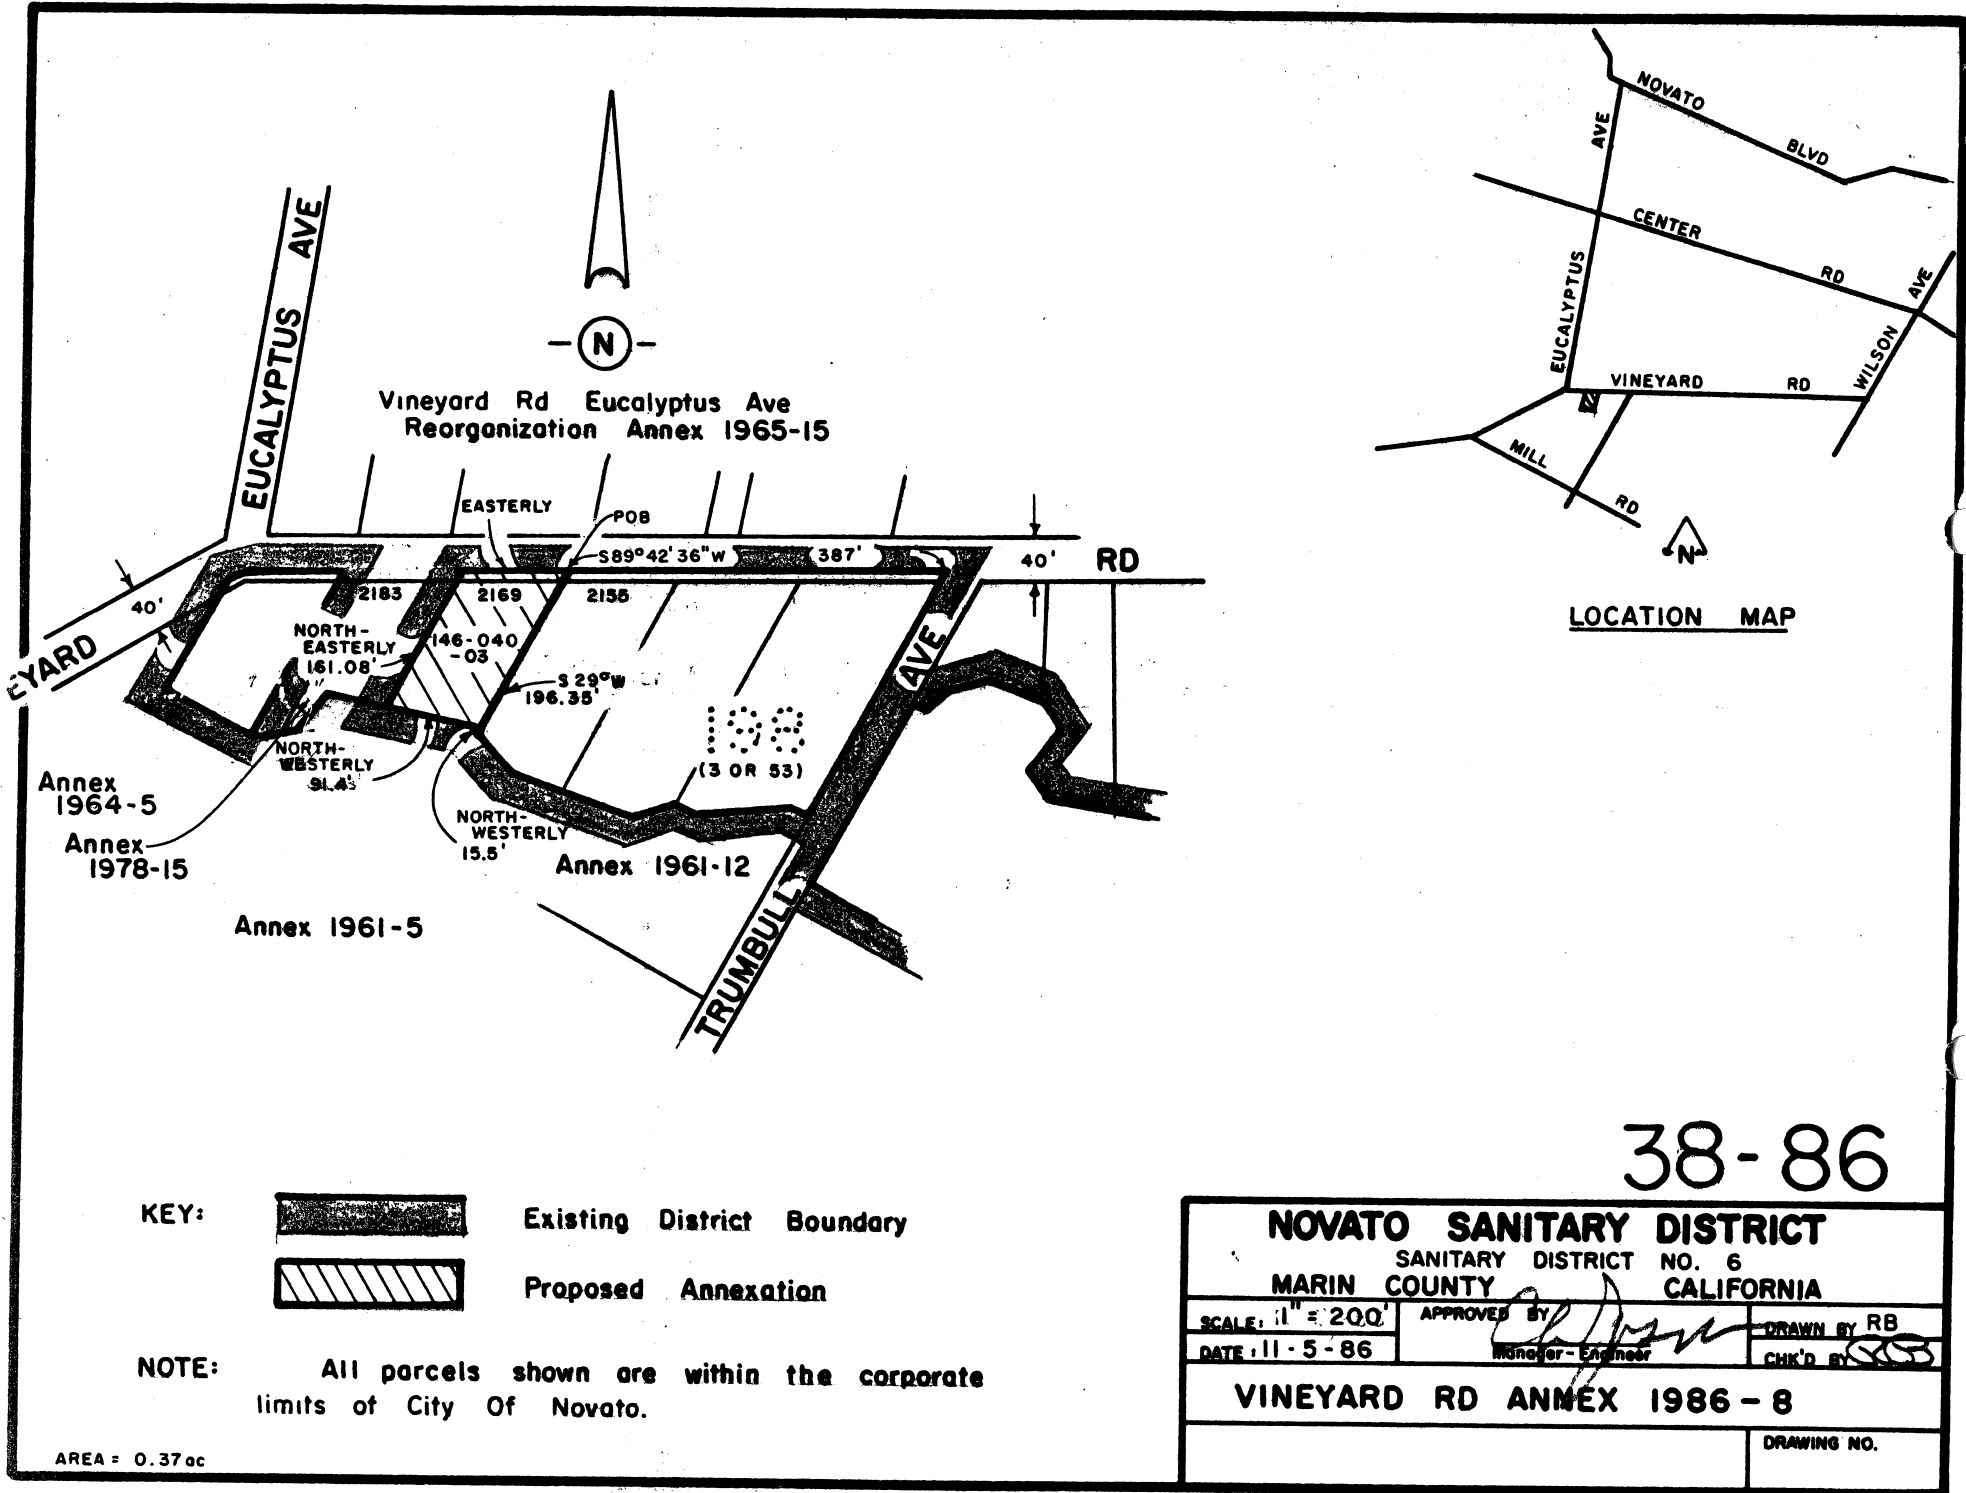 NOVATO
BLVD
AVE
EUCALYPTUS
CENTER
RD
AVE
WILSON
VINEYARD RD
MILL
RD
N
LOCATION MAP
EUCALYPTUS AVE
N
Vineyard Rd Eucalyptus Ave
Reorganization Annex 1965-15
EASTERLY
POB
S89°42'36"W
387'
40'
RD
40'
EYARD
2183
2169
2155
NORTH-
EASTERLY
161.08'
146-040
-03
S 29° W
196.35'
AVE
198
(3 OR 53)
NORTH-
WESTERLY
91.4'
Annex
1964-5
Annex
1978-15
NORTH-
WESTERLY
15.5'
Annex 1961-12
Annex 1961-5
TRUMBULL
38-86
KEY:
Existing District Boundary
Proposed Annexation
NOTE: All parcels shown are within the corporate
limits of City Of Novato.
AREA = 0.37 ac
NOVATO SANITARY DISTRICT
SANITARY DISTRICT NO. 6
MARIN COUNTY CALIFORNIA
SCALE: 1" = 200'
APPROVED BY
DRAWN BY RB
DATE: 11-5-86
Manager-Engineer
CHK'D BY
VINEYARD RD ANNEX 1986-8
DRAWING NO.